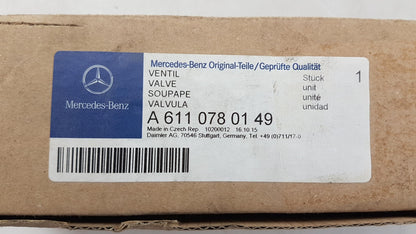 Mercedes-Benz Original-Teile/Geprüfte Qualität
VENTIL Stück 1
VALVE unit
SOUPAPE unité
VALVULA unidad
Mercedes-Benz
A 611 078 01 49
Made in Czech Rep. 10200012 16.10.15
Daimler AG, 70546 Stuttgart, Germany, Tel. +49 (0)711/17-0